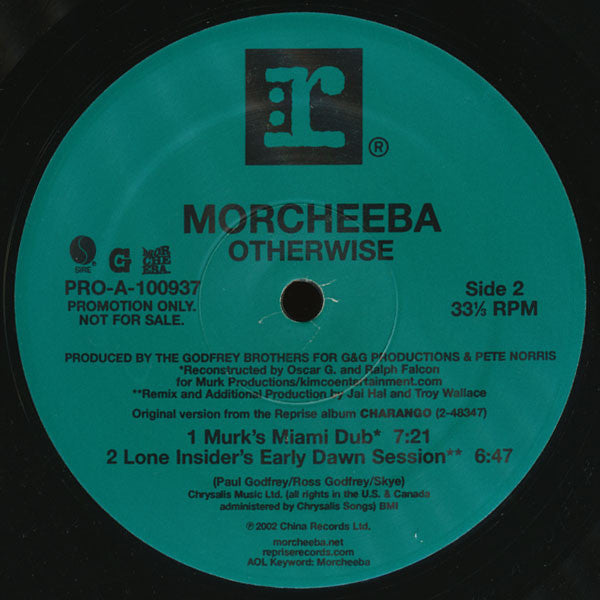 :r
®
MORCHEEBA
OTHERWISE
SIRE®
G
MOR
CHEE
BA.
PRO-A-100937
PROMOTION ONLY.
NOT FOR SALE.
Side 2
33⅓ RPM
PRODUCED BY THE GODFREY BROTHERS FOR G&G PRODUCTIONS & PETE NORRIS
*Reconstructed by Oscar G. and Ralph Falcon
for Murk Productions/kimcoentertainment.com
**Remix and Additional Production by Jai Hal and Troy Wallace
Original version from the Reprise album CHARANGO (2-48347)
1 Murk's Miami Dub* 7:21
2 Lone Insider's Early Dawn Session** 6:47
(Paul Godfrey/Ross Godfrey/Skye)
Chrysalis Music Ltd. (all rights in the U.S. & Canada
administered by Chrysalis Songs) BMI
℗2002 China Records Ltd.
morcheeba.net
repriserecords.com
AOL Keyword: Morcheeba